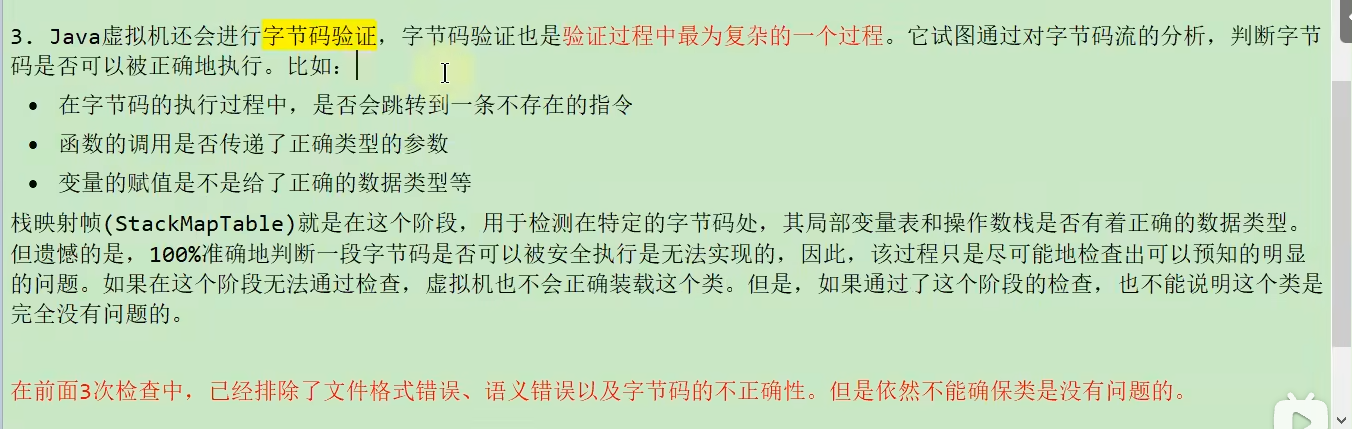 3. Java虚拟机还会进行字节码验证，字节码验证也是验证过程中最为复杂的一个过程。它试图通过对字节码流的分析，判断字节
码是否可以被正确地执行。比如：
• 在字节码的执行过程中，是否会跳转到一条不存在的指令
• 函数的调用是否传递了正确类型的参数
• 变量的赋值是不是给了正确的数据类型等
栈映射帧(StackMapTable)就是在这个阶段，用于检测在特定的字节码处，其局部变量表和操作数栈是否有着正确的数据类型。
但遗憾的是，100%准确地判断一段字节码是否可以被安全执行是无法实现的，因此，该过程只是尽可能地检查出可以预知的明显
的问题。如果在这个阶段无法通过检查，虚拟机也不会正确装载这个类。但是，如果通过了这个阶段的检查，也不能说明这个类是
完全没有问题的。
在前面3次检查中，已经排除了文件格式错误、语义错误以及字节码的不正确性。但是依然不能确保类是没有问题的。